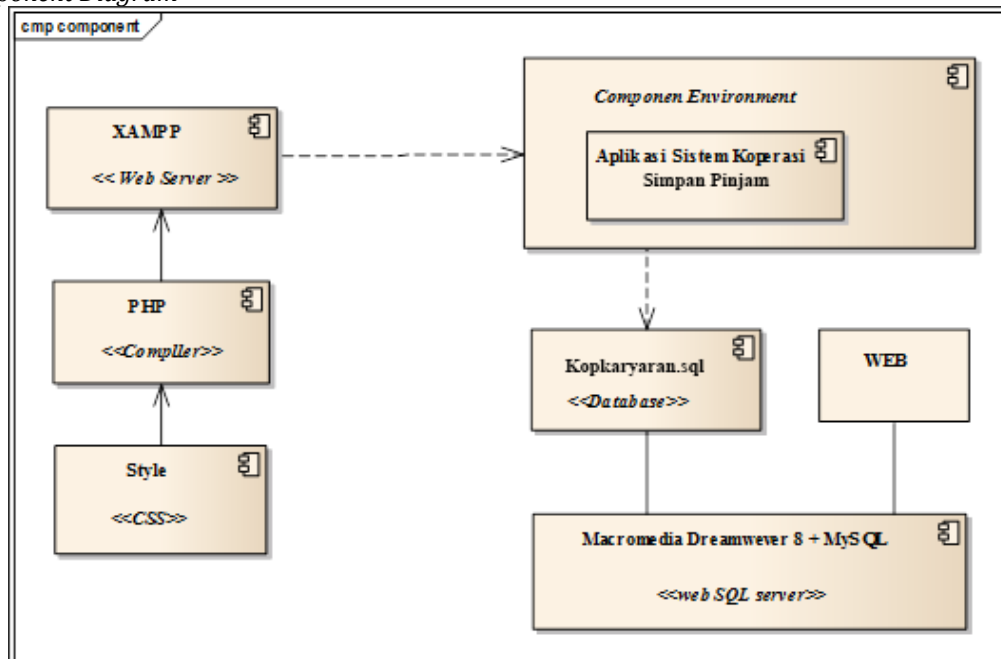 Diagram
cmp component
XAMPP
<< Web Server >>
Componen Environment
Aplikasi Sistem Koperasi
Simpan Pinjam
PHP
<<Compller>>
Kopkaryaran.sql
<<Database>>
WEB
Style
<<CSS>>
Macromedia Dreamwever 8 + MySQL
<<web SQL server>>